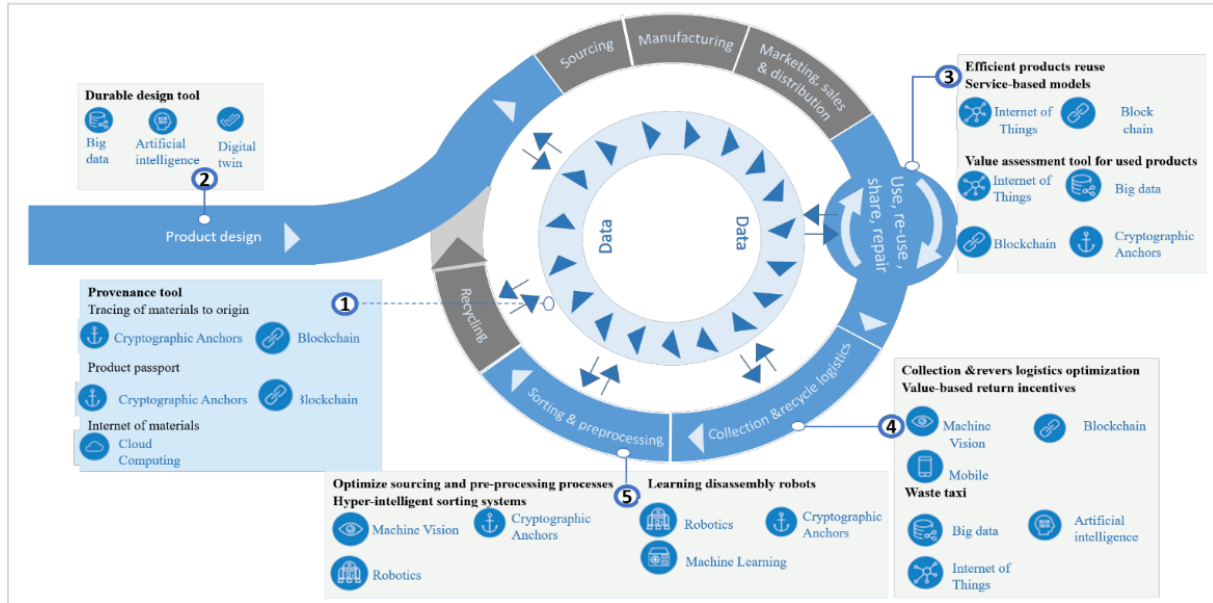 Durable design tool
Big
data
Artificial
intelligence
Digital
twin
2
Product design
Provenance tool
1
Tracing of materials to origin
Cryptographic Anchors
Blockchain
Product passport
Cryptographic Anchors
Blockchain
Internet of materials
Cloud
Computing
Sourcing
Manufacturing
Marketing, sales
& distribution
Use, re-use ,
share, repair
Collection &recycle logistics
Sorting & preprocessing
Recycling
Data
Data
3
Efficient products reuse
Service-based models
Internet of
Things
Block
chain
Value assessment tool for used products
Internet of
Things
Big data
Blockchain
Cryptographic
Anchors
Collection &revers logistics optimization
Value-based return incentives
4
Machine
Vision
Blockchain
Mobile
Waste taxi
Big data
Artificial
intelligence
Internet of
Things
Optimize sourcing and pre-processing processes
Hyper-intelligent sorting systems
5
Machine Vision
Cryptographic
Anchors
Robotics
Learning disassembly robots
Robotics
Cryptographic
Anchors
Machine Learning